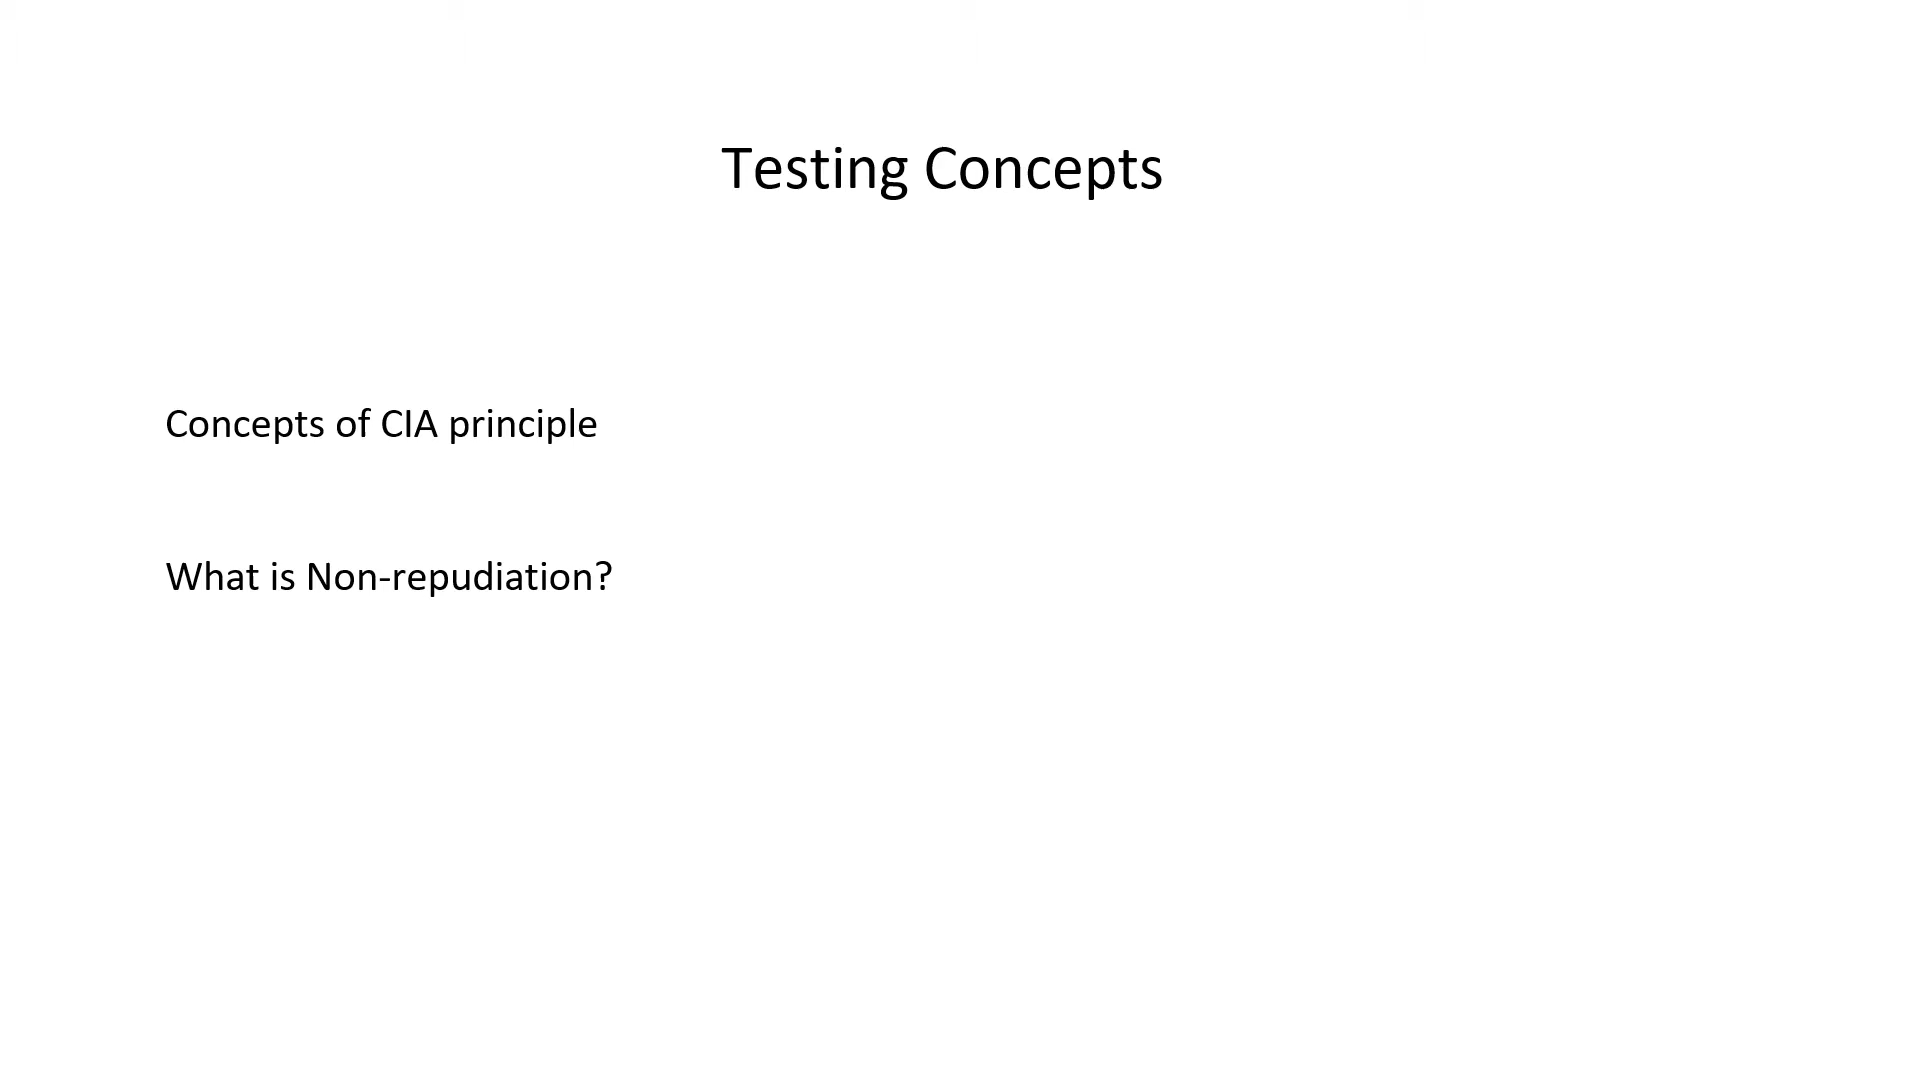 Testing Concepts
Concepts of CIA principle
What is Non-repudiation?